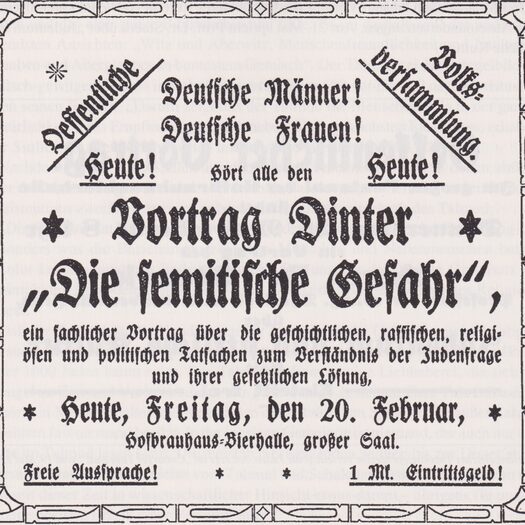 Oeffentliche
Volks-
versammlung.
Deutsche Männer!
Deutsche Frauen!
Heute! Hört alle den Heute!
Vortrag Dinter
„Die semitische Gefahr",
ein sachlicher Vortrag über die geschichtlichen, rassischen, religi-
ösen und politischen Tatsachen zum Verständnis der Judenfrage
und ihrer gesetzlichen Lösung,
Heute, Freitag, den 20. Februar,
Hofbrauhaus-Bierhalle, großer Saal.
Freie Aussprache! 1 Mk. Eintrittsgeld!